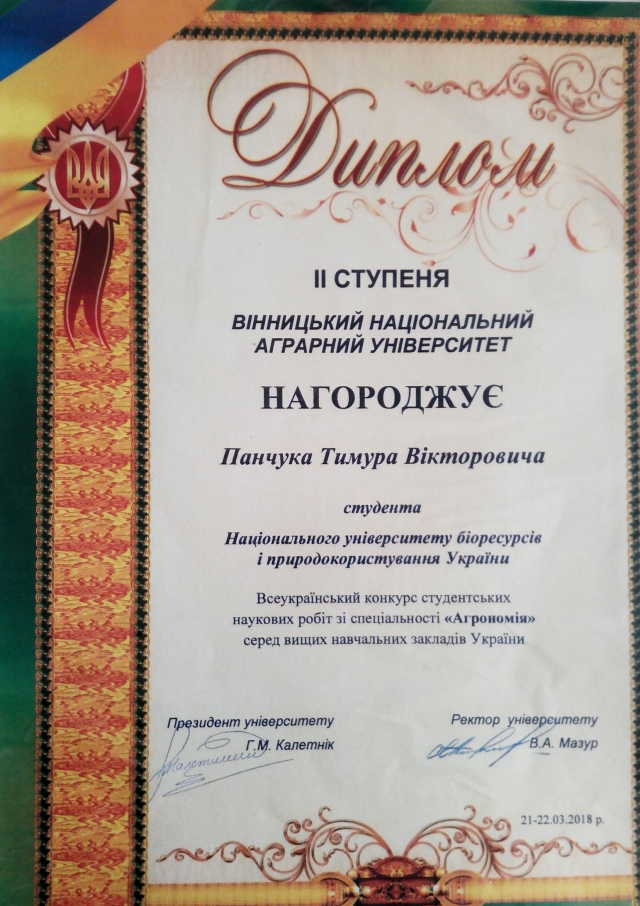 Диплом
ІІ СТУПЕНЯ
ВІННИЦЬКИЙ НАЦІОНАЛЬНИЙ
АГРАРНИЙ УНІВЕРСИТЕТ
НАГОРОДЖУЄ
Панчука Тимура Вікторовича
студента
Національного університету біоресурсів
і природокористування України
Всеукраїнський конкурс студентських
наукових робіт зі спеціальності «Агрономія»
серед вищих навчальних закладів України
Президент університету
Г.М. Калетнік
Ректор університету
В.А. Мазур
21-22.03.2018 р.